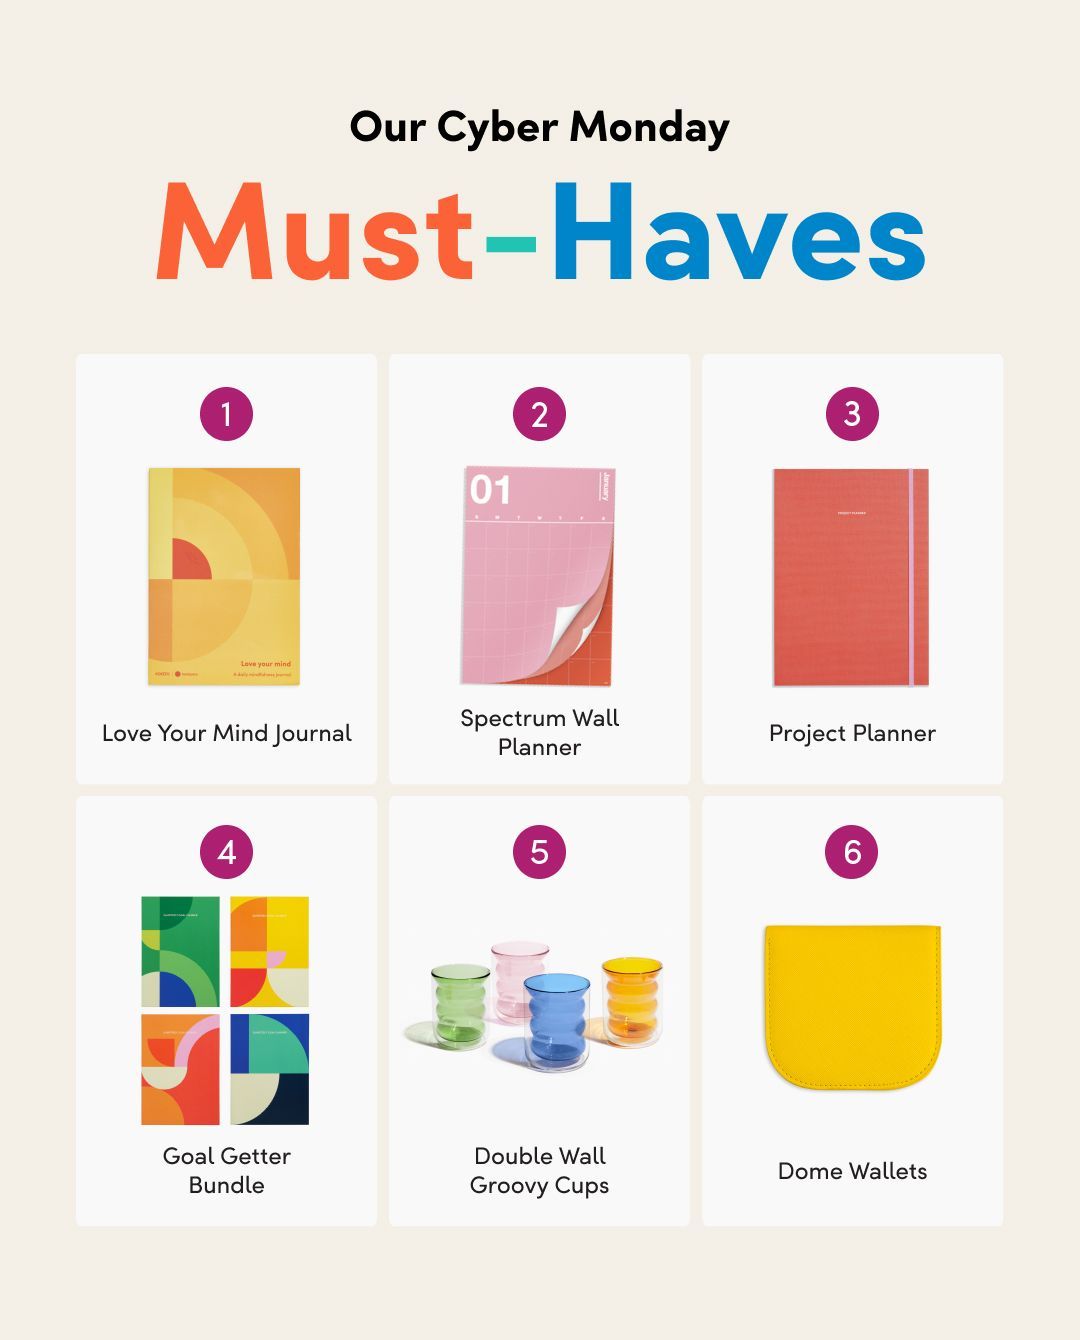 Our Cyber Monday
Must-Haves
1
2
3
01
January
S M T W T F S
PROJECT PLANNER
Love your mind
A daily mindfulness journal
Love Your Mind Journal
Spectrum Wall
Planner
Project Planner
4
5
6
Goal Getter
Bundle
Double Wall
Groovy Cups
Dome Wallets